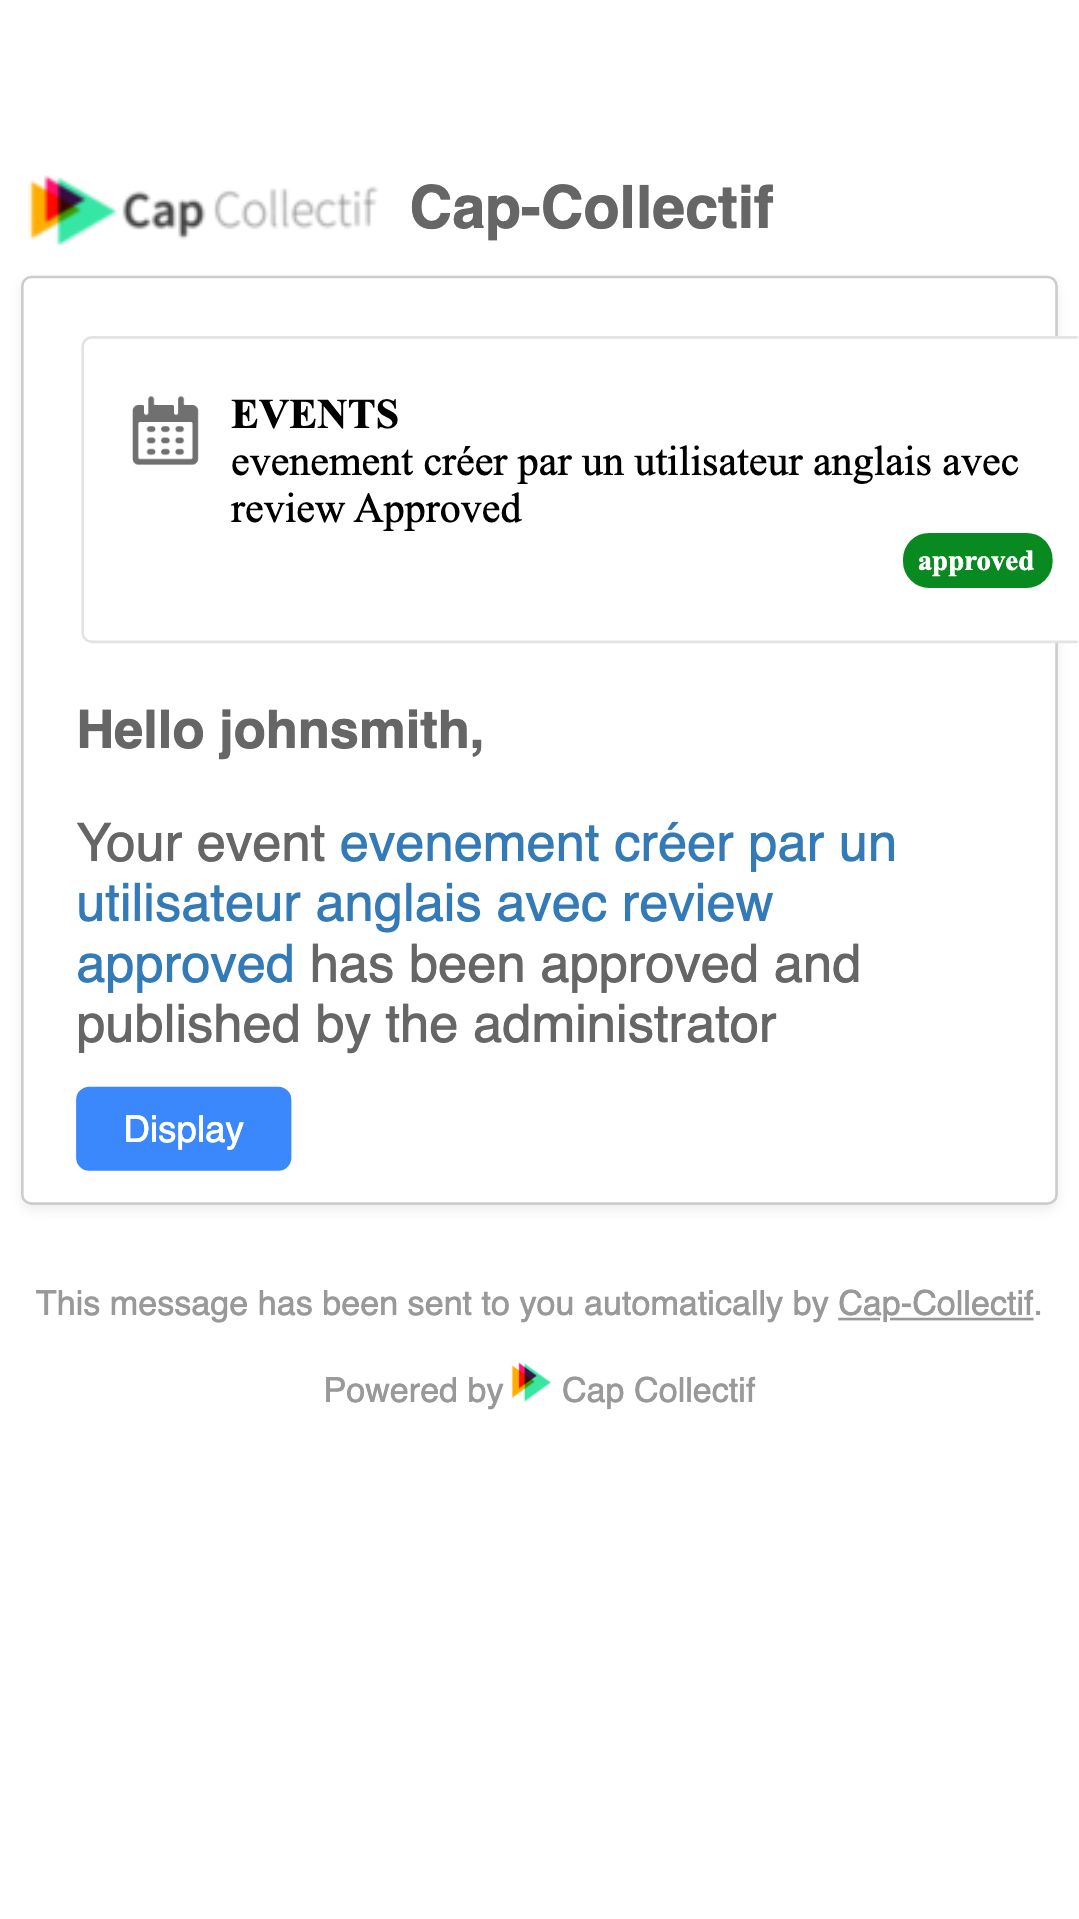 Cap Collectif Cap-Collectif
EVENTS
evenement créer par un utilisateur anglais avec
review Approved
approved
Hello johnsmith,
Your event evenement créer par un
utilisateur anglais avec review
approved has been approved and
published by the administrator
Display
This message has been sent to you automatically by Cap-Collectif.
Powered by Cap Collectif